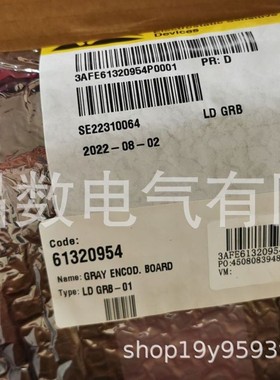 Devices
3AFE61320954P0001 PR: D
SE22310064 LD GRB
2022-08-02
数电气有限
Code:
61320954
Name: GRAY ENCOD. BOARD
Type: LD GRB-01
3AFE61320954
PO:4508083948
VM:
shop19y9593